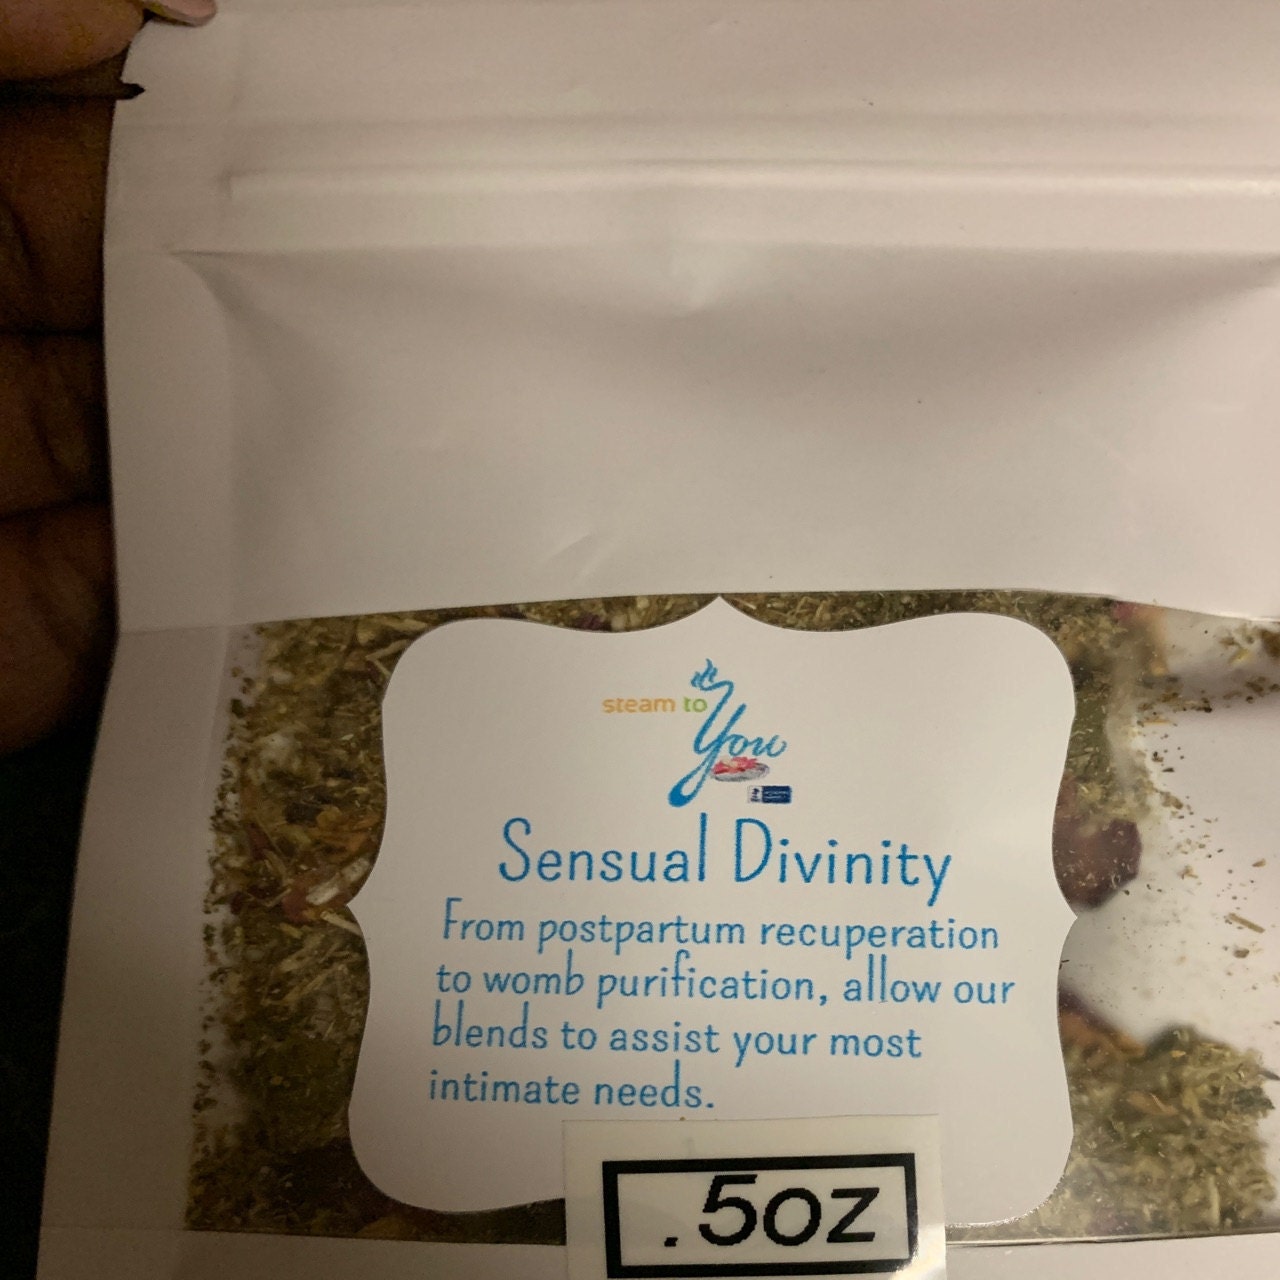 steam to You
Sensual Divinity
From postpartum recuperation
to womb purification, allow our
blends to assist your most
intimate needs.
.5oz